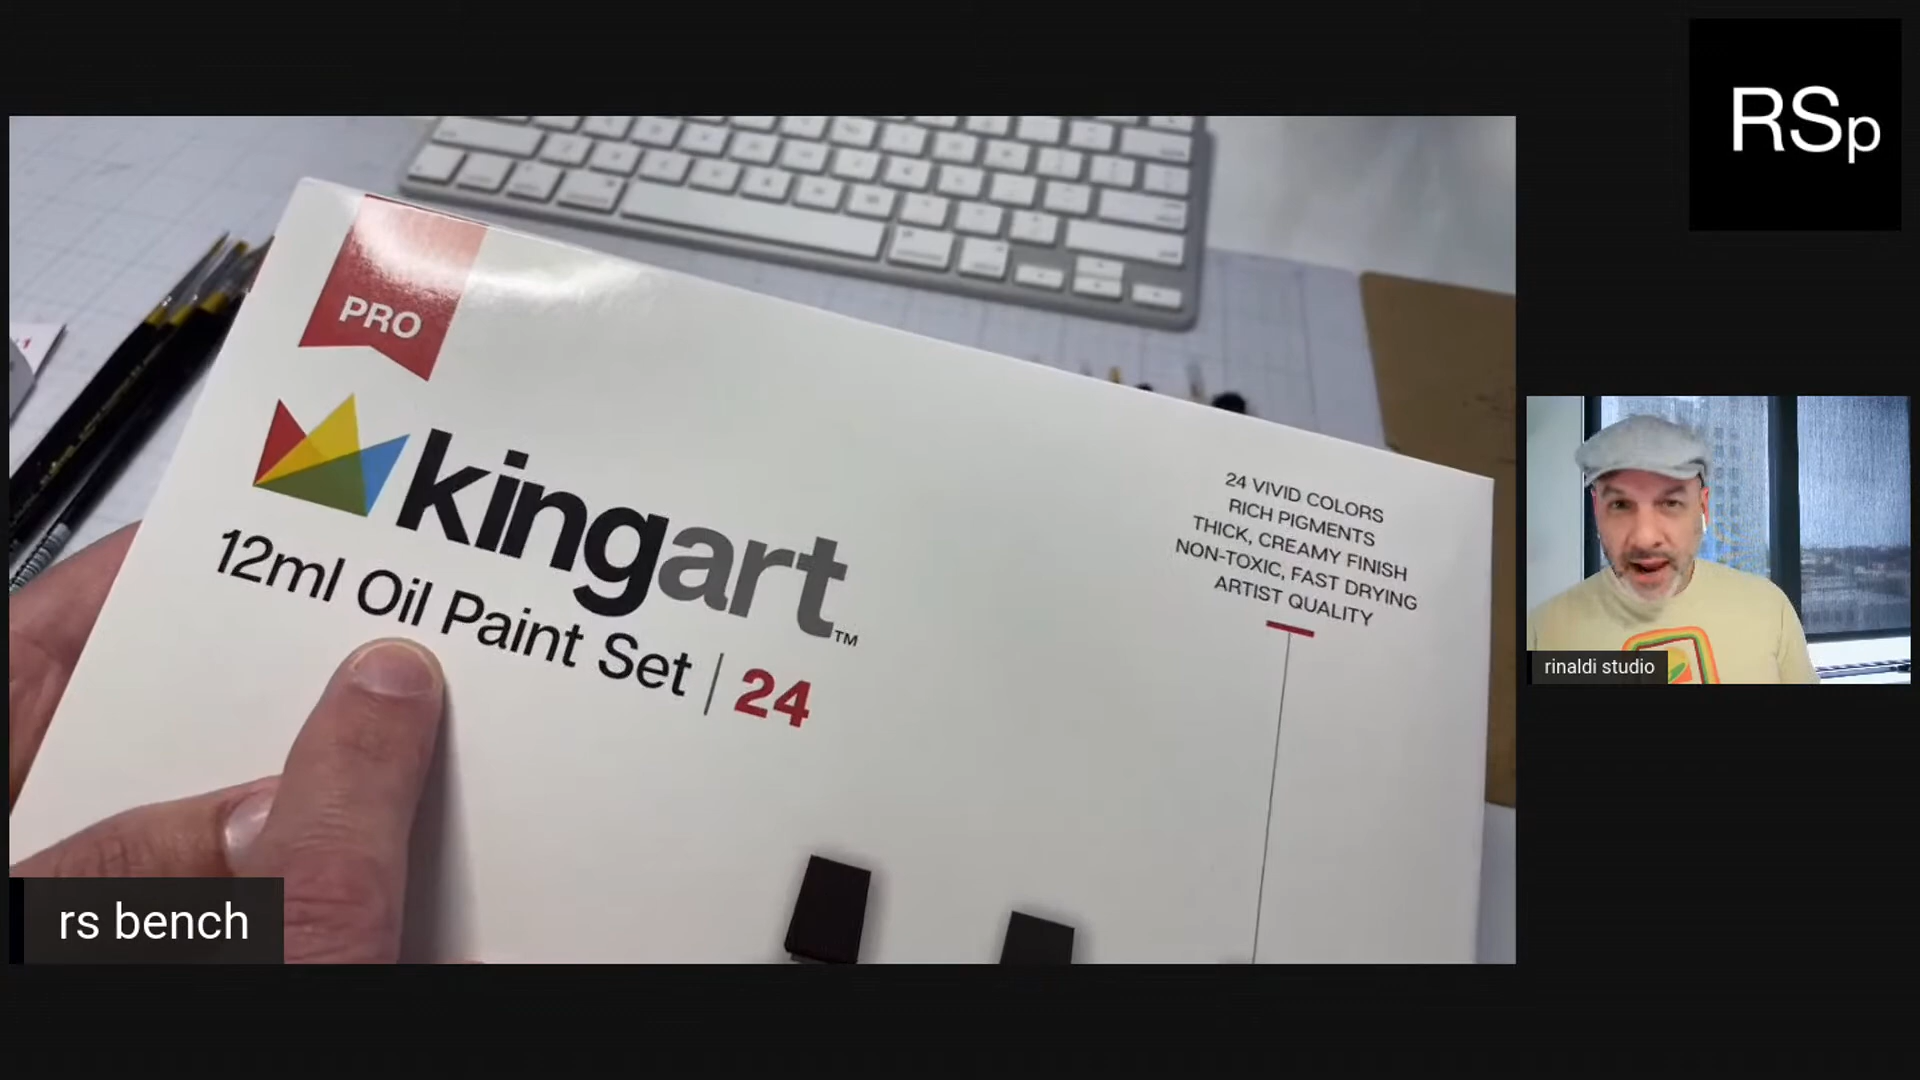 RSp
PRO
kingart™
12ml Oil Paint Set | 24
24 VIVID COLORS
RICH PIGMENTS
THICK, CREAMY FINISH
NON-TOXIC, FAST DRYING
ARTIST QUALITY
rinaldi studio
rs bench